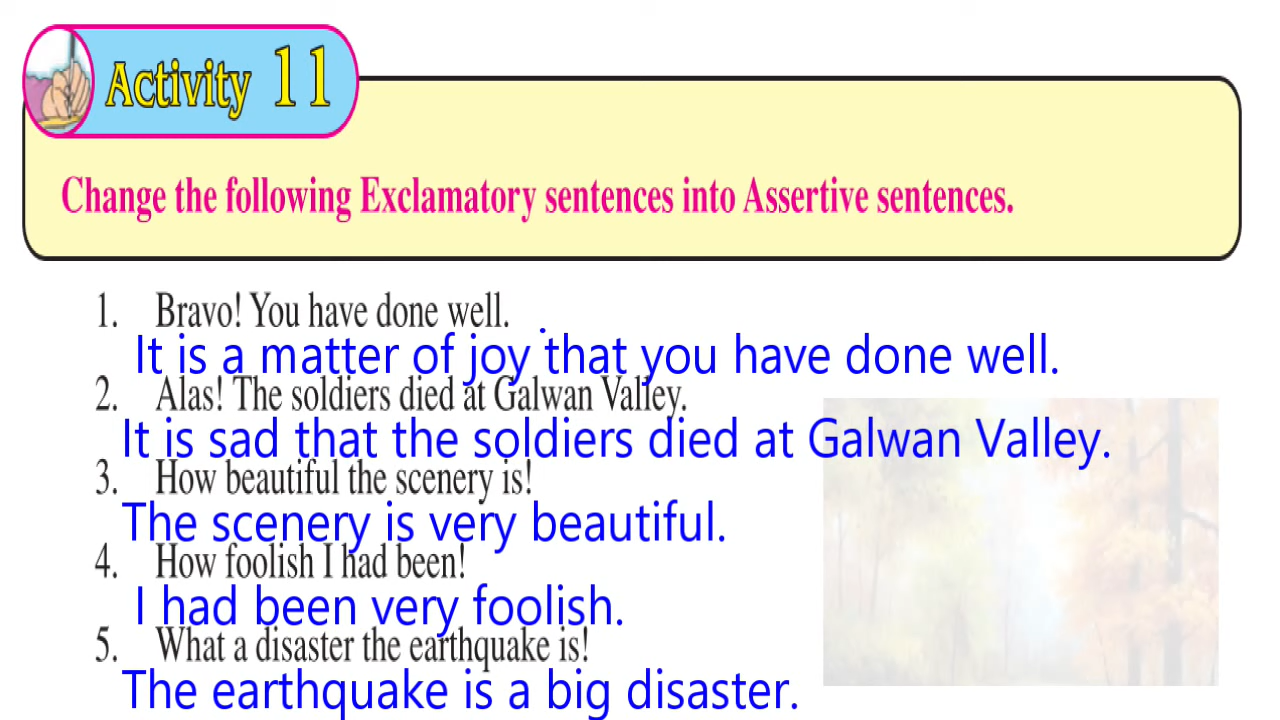 Activity 11
Change the following Exclamatory sentences into Assertive sentences.
1. Bravo! You have done well.
It is a matter of joy that you have done well.
2. Alas! The soldiers died at Galwan Valley.
It is sad that the soldiers died at Galwan Valley.
3. How beautiful the scenery is!
The scenery is very beautiful.
4. How foolish I had been!
I had been very foolish.
5. What a disaster the earthquake is!
The earthquake is a big disaster.